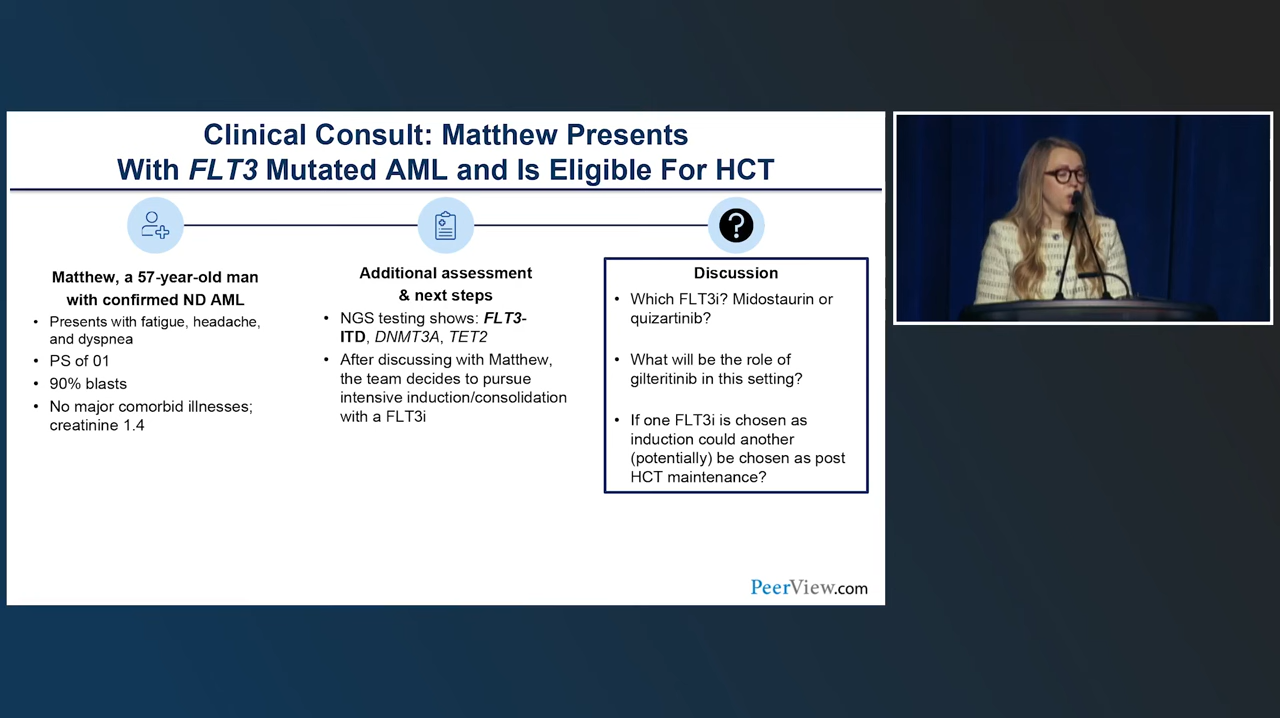 Clinical Consult: Matthew Presents
With FLT3 Mutated AML and Is Eligible For HCT
Matthew, a 57-year-old man
with confirmed ND AML
• Presents with fatigue, headache,
and dyspnea
• PS of 01
• 90% blasts
• No major comorbid illnesses;
creatinine 1.4
Additional assessment
& next steps
• NGS testing shows: FLT3-
ITD, DNMT3A, TET2
• After discussing with Matthew,
the team decides to pursue
intensive induction/consolidation
with a FLT3i
?
Discussion
• Which FLT3i? Midostaurin or
quizartinib?
• What will be the role of
gilteritinib in this setting?
• If one FLT3i is chosen as
induction could another
(potentially) be chosen as post
HCT maintenance?
PeerView.com